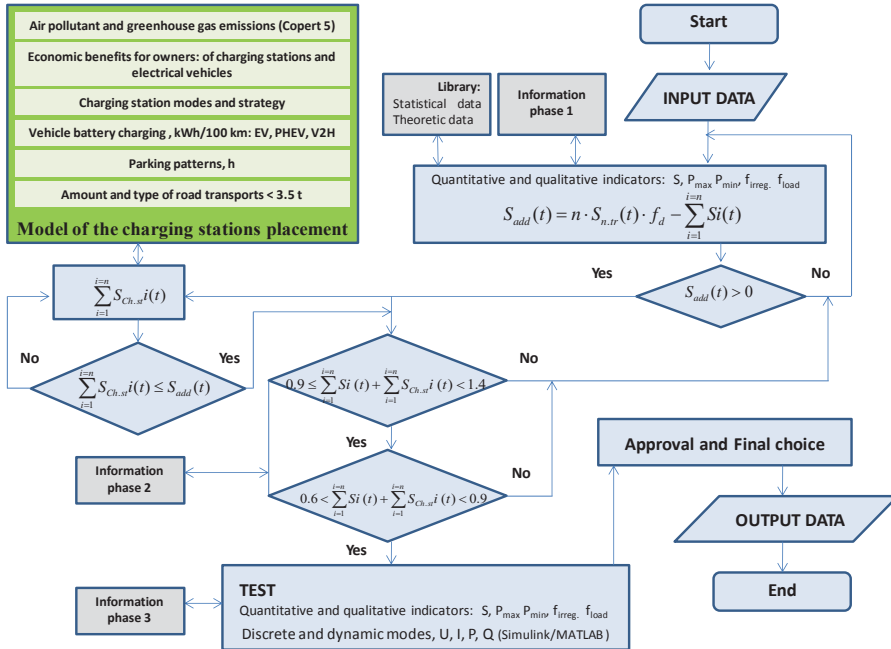 Air pollutant and greenhouse gas emissions (Copert 5)
Economic benefits for owners: of charging stations and
electrical vehicles
Charging station modes and strategy
Vehicle battery charging , kWh/100 km: EV, PHEV, V2H
Parking patterns, h
Amount and type of road transports < 3.5 t
Model of the charging stations placement
Start
INPUT DATA
Library:
Statistical data
Theoretic data
Information
phase 1
Quantitative and qualitative indicators: S, P_max P_min, f_irreg. f_load
S_add(t) = n · S_n.tr(t) · f_d − ∑_{i=1}^{i=n} Si(t)
Yes
S_add(t) > 0
No
∑_{i=1}^{i=n} S_Ch.st i(t)
No
Yes
∑_{i=1}^{i=n} S_Ch.st i(t) ≤ S_add(t)
0.9 ≤ ∑_{i=1}^{i=n} Si(t) + ∑_{i=1}^{i=n} S_Ch.st i(t) < 1.4
No
Yes
Information
phase 2
0.6 < ∑_{i=1}^{i=n} Si(t) + ∑_{i=1}^{i=n} S_Ch.st i(t) < 0.9
No
Yes
Approval and Final choice
OUTPUT DATA
End
Information
phase 3
TEST
Quantitative and qualitative indicators: S, P_max P_min, f_irreg. f_load
Discrete and dynamic modes, U, I, P, Q (Simulink/MATLAB)